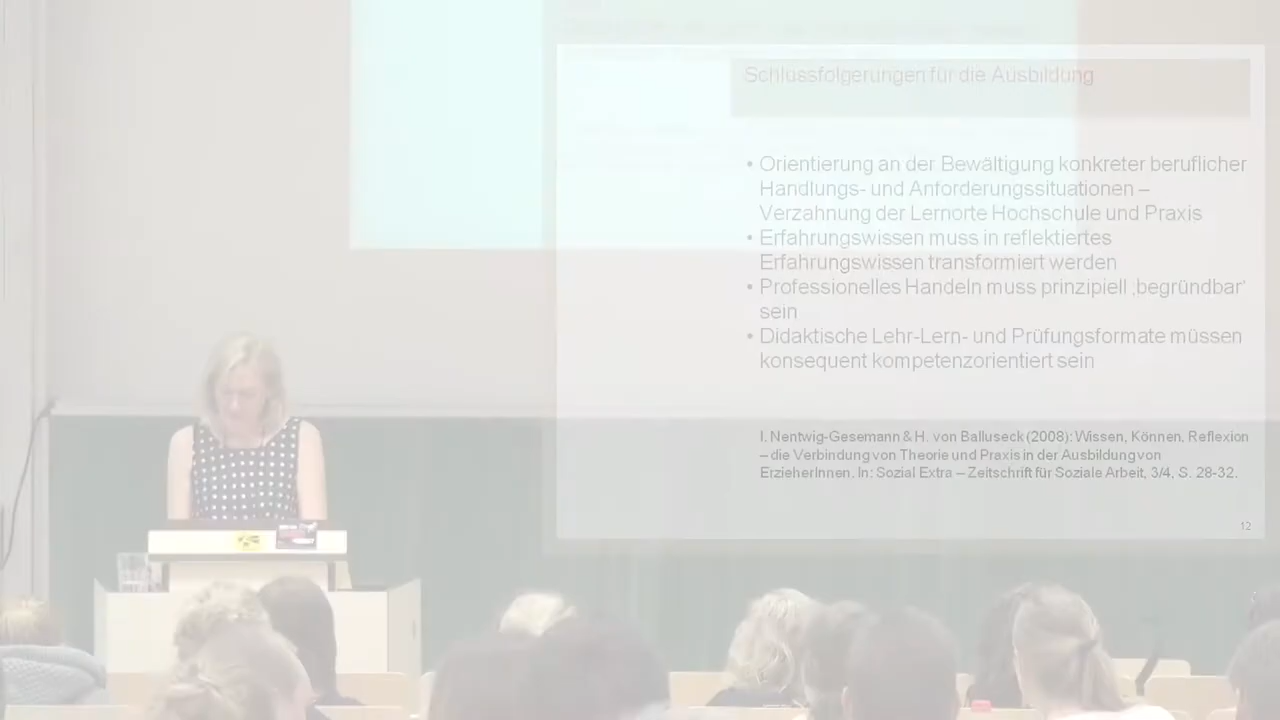 Schlussfolgerungen für die Ausbildung
• Orientierung an der Bewältigung konkreter beruflicher
Handlungs- und Anforderungssituationen –
Verzahnung der Lernorte Hochschule und Praxis
• Erfahrungswissen muss in reflektiertes
Erfahrungswissen transformiert werden
• Professionelles Handeln muss prinzipiell ‚begründbar‘
sein
• Didaktische Lehr-Lern- und Prüfungsformate müssen
konsequent kompetenzorientiert sein
I. Nentwig-Gesemann & H. von Balluseck (2008): Wissen, Können, Reflexion
– die Verbindung von Theorie und Praxis in der Ausbildung von
ErzieherInnen. In: Sozial Extra – Zeitschrift für Soziale Arbeit, 3/4, S. 28-32.
12